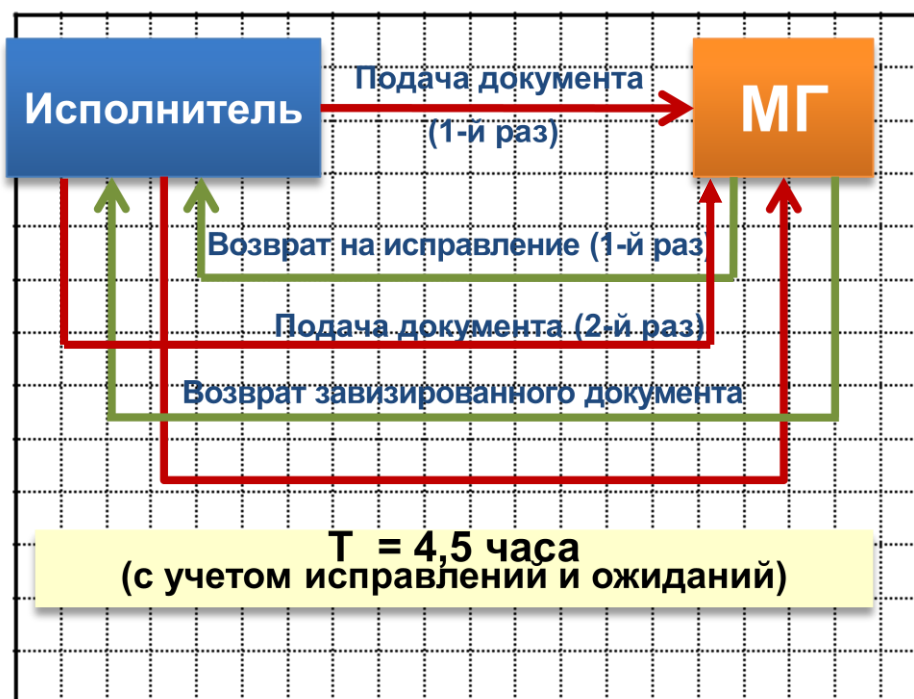 Исполнитель
Подача документа
(1-й раз)
МГ
Возврат на исправление (1-й раз)
Подача документа (2-й раз)
Возврат завизированного документа
Т = 4,5 часа
(с учетом исправлений и ожиданий)